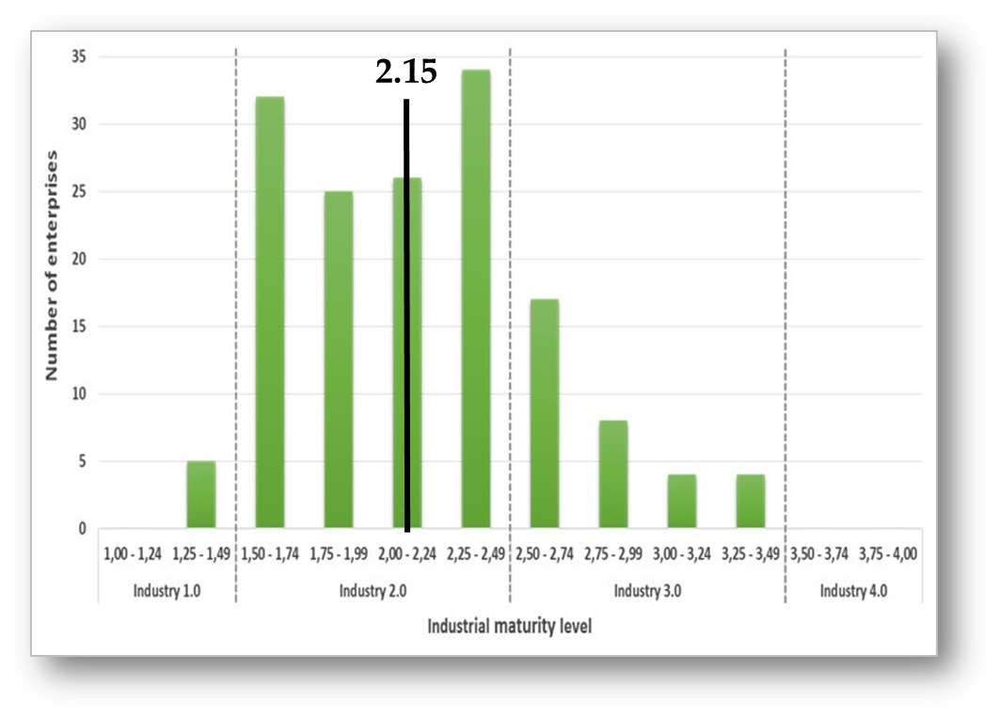 35
2.15
30
25
20
15
10
5
0
Number of enterprises
1,00 - 1,24 1,25 - 1,49 1,50 - 1,74 1,75 - 1,99 2,00 - 2,24 2,25 - 2,49 2,50 - 2,74 2,75 - 2,99 3,00 - 3,24 3,25 - 3,49 3,50 - 3,74 3,75 - 4,00
Industry 1.0 Industry 2.0 Industry 3.0 Industry 4.0
Industrial maturity level